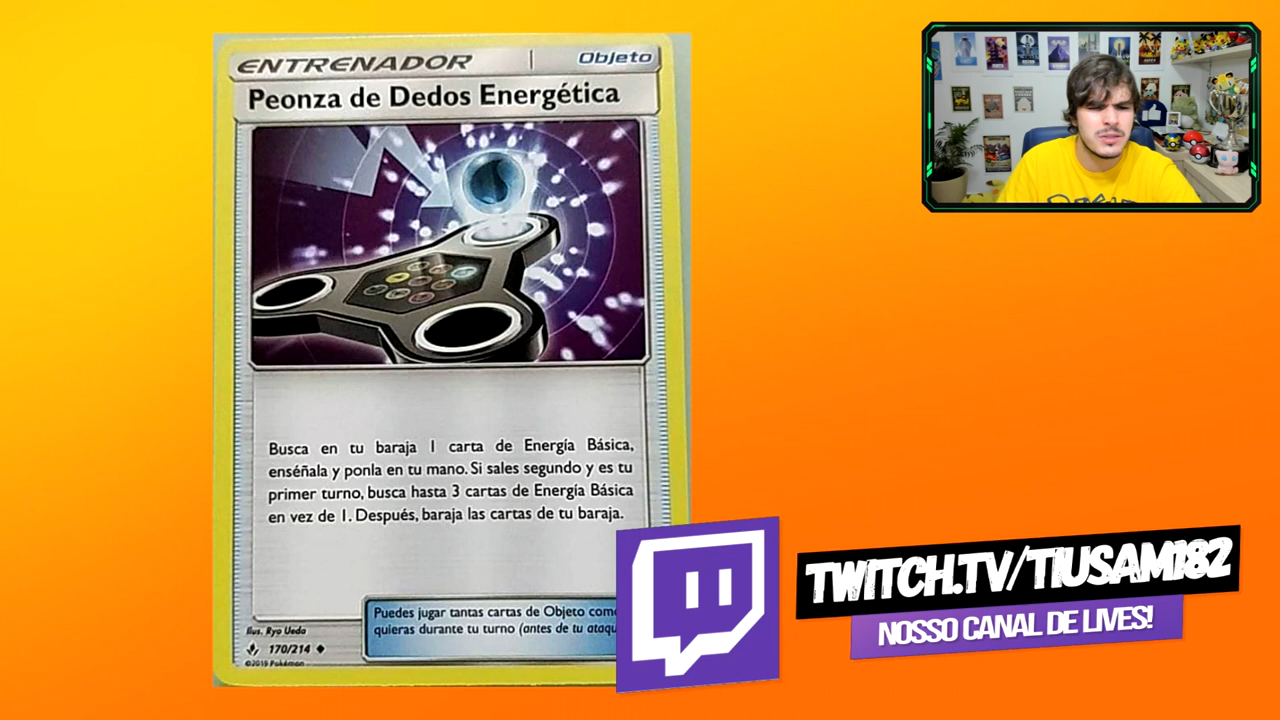 ENTRENADOR
Objeto
Peonza de Dedos Energética
Busca en tu baraja 1 carta de Energía Básica,
enséñala y ponla en tu mano. Si sales segundo y es tu
primer turno, busca hasta 3 cartas de Energía Básica
en vez de 1. Después, baraja las cartas de tu baraja.
Puedes jugar tantas cartas de Objeto como
quieras durante tu turno (antes de tu
Ilus. Ryo Ueda
170/214
©2019 Pokémon
TWITCH.TV/TIUSAM182
NOSSO CANAL DE LIVES!